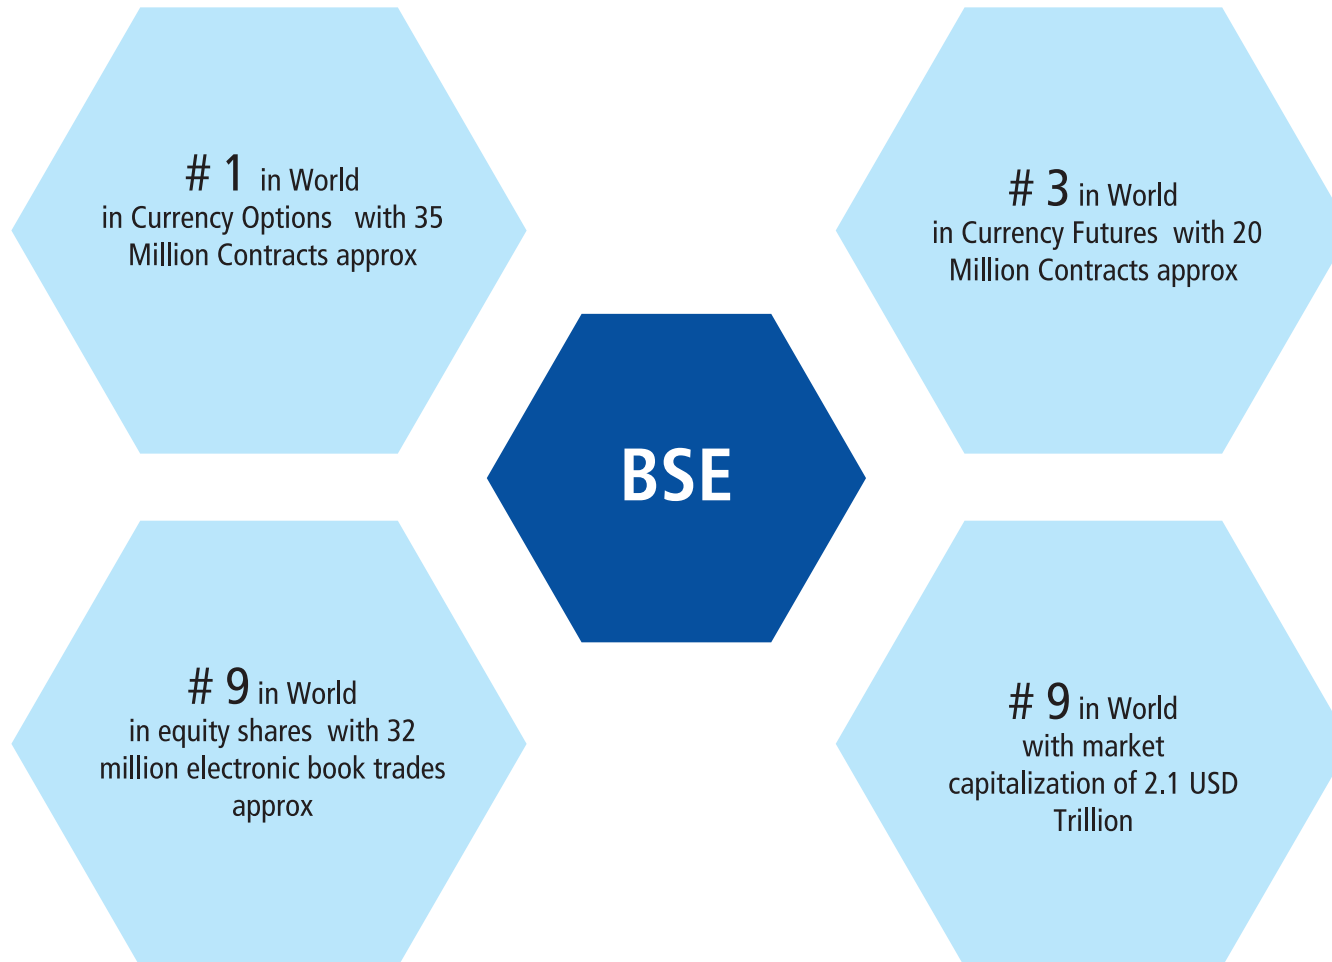 # 1 in World
in Currency Options with 35
Million Contracts approx
# 3 in World
in Currency Futures with 20
Million Contracts approx
BSE
# 9 in World
in equity shares with 32
million electronic book trades
approx
# 9 in World
with market
capitalization of 2.1 USD
Trillion